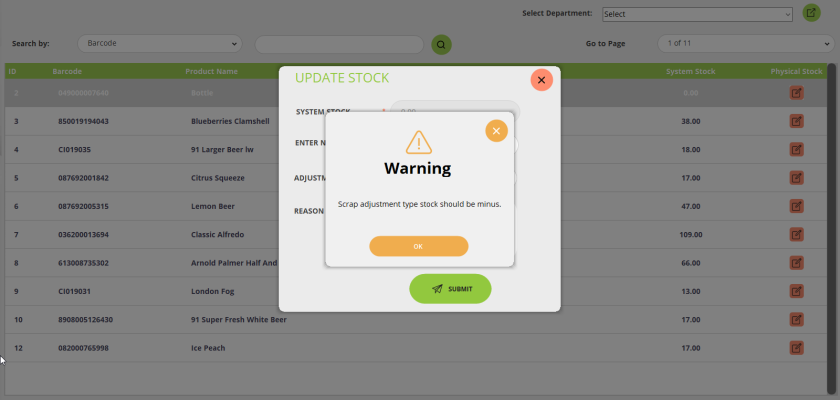 Select Department: Select
Search by: Barcode Go to Page 1 of 11
ID Barcode Product Name System Stock Physical Stock
2 049000007640 Bottle 0.00
3 850019194043 Blueberries Clamshell 38.00
4 CI019035 91 Larger Beer lw 18.00
5 087692001842 Citrus Squeeze 17.00
6 087692005315 Lemon Beer 47.00
7 036200013694 Classic Alfredo 109.00
8 613008735302 Arnold Palmer Half And 66.00
9 CI019031 London Fog 13.00
10 8908005126430 91 Super Fresh White Beer 17.00
12 082000765998 Ice Peach 17.00
UPDATE STOCK
SYSTEM STOCK * 0.00
ENTER N
ADJUSTM
REASON
Warning
Scrap adjustment type stock should be minus.
OK
SUBMIT